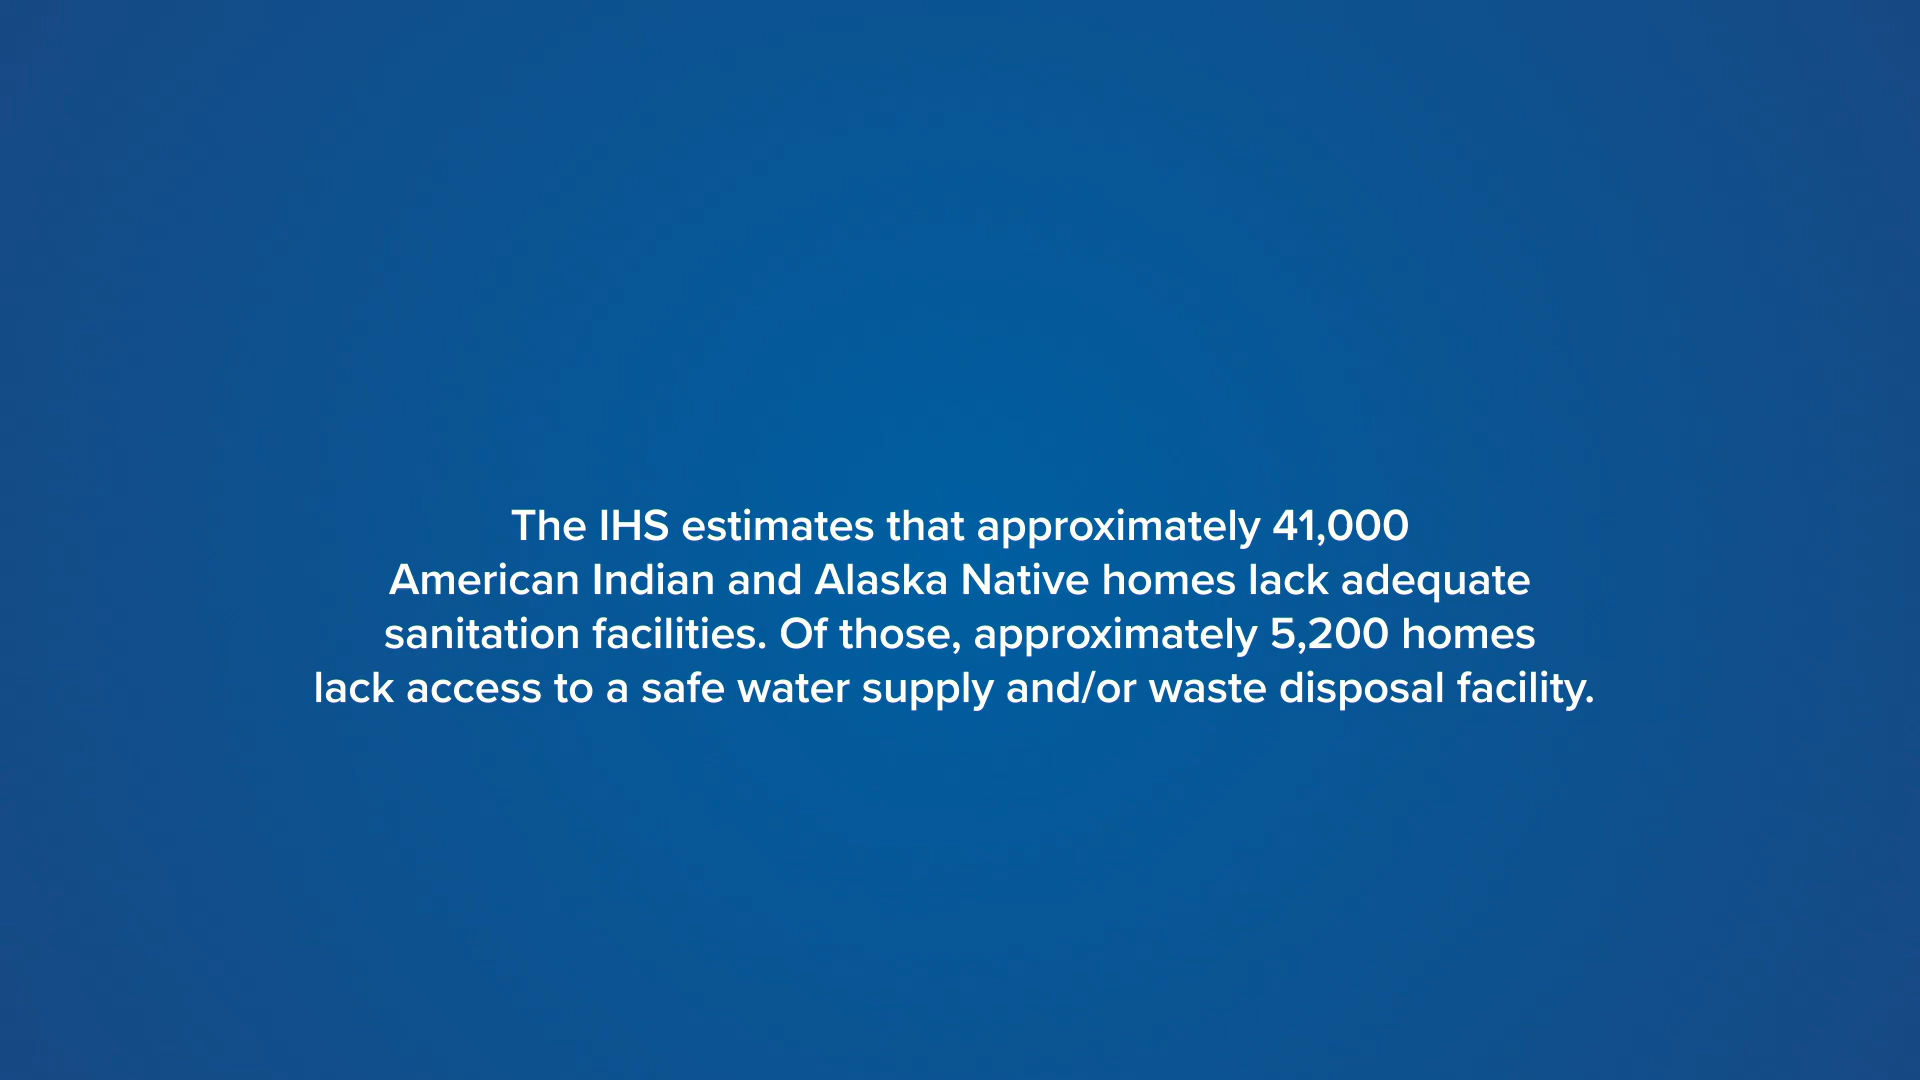 The IHS estimates that approximately 41,000
American Indian and Alaska Native homes lack adequate
sanitation facilities. Of those, approximately 5,200 homes
lack access to a safe water supply and/or waste disposal facility.